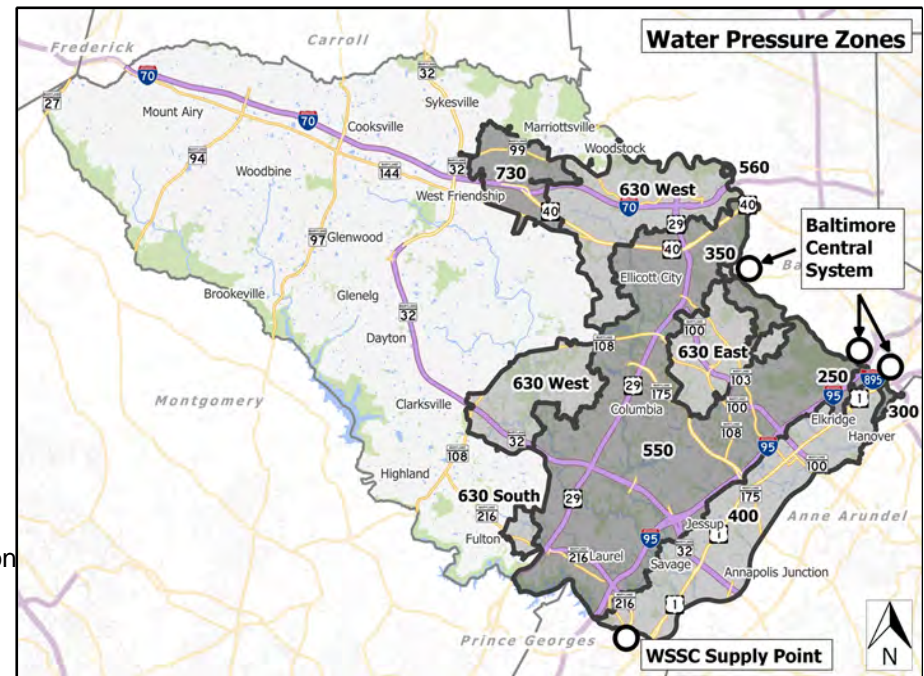 Water Pressure Zones
Frederick
Carroll
70
32
27
Mount Airy
Sykesville
70
Cooksville
Marriottsville
99
Woodstock
94
730
560
144
32
630 West
Woodbine
West Friendship
70
40
29
40
40
350
Baltimore
Central
System
97
Glenwood
Ellicott City
Ba
Brookeville
Glenelg
32
108
100
Dayton
630 East
630 West
29
175
103
250
895
95
1
Montgomery
Clarksville
Columbia
100
Elkridge
300
32
108
Hanover
108
95
550
100
Highland
630 South
175
29
400
Anne Arundel
216
Jessup
1
Fulton
95
32
on
216
Laurel
Savage
Annapolis Junction
216
1
Prince Georges
WSSC Supply Point
N